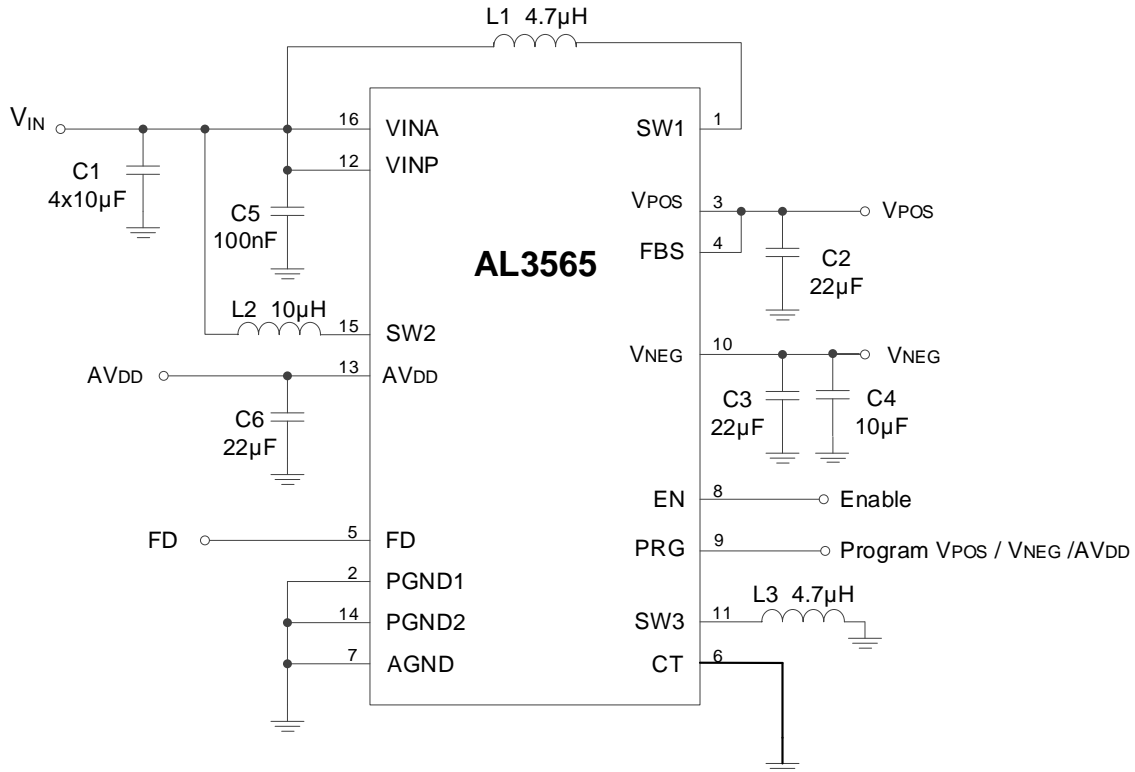 L1 4.7µH
VIN
C1
4x10µF
16 VINA
12 VINP
C5
100nF
L2 10µH
15 SW2
AVDD
13 AVDD
C6
22µF
FD
5 FD
2 PGND1
14 PGND2
7 AGND
AL3565
SW1 1
VPOS 3
VPOS
FBS 4
C2
22µF
VNEG 10
VNEG
C3
22µF
C4
10µF
EN 8
Enable
PRG 9
Program VPOS / VNEG /AVDD
L3 4.7µH
SW3 11
CT 6